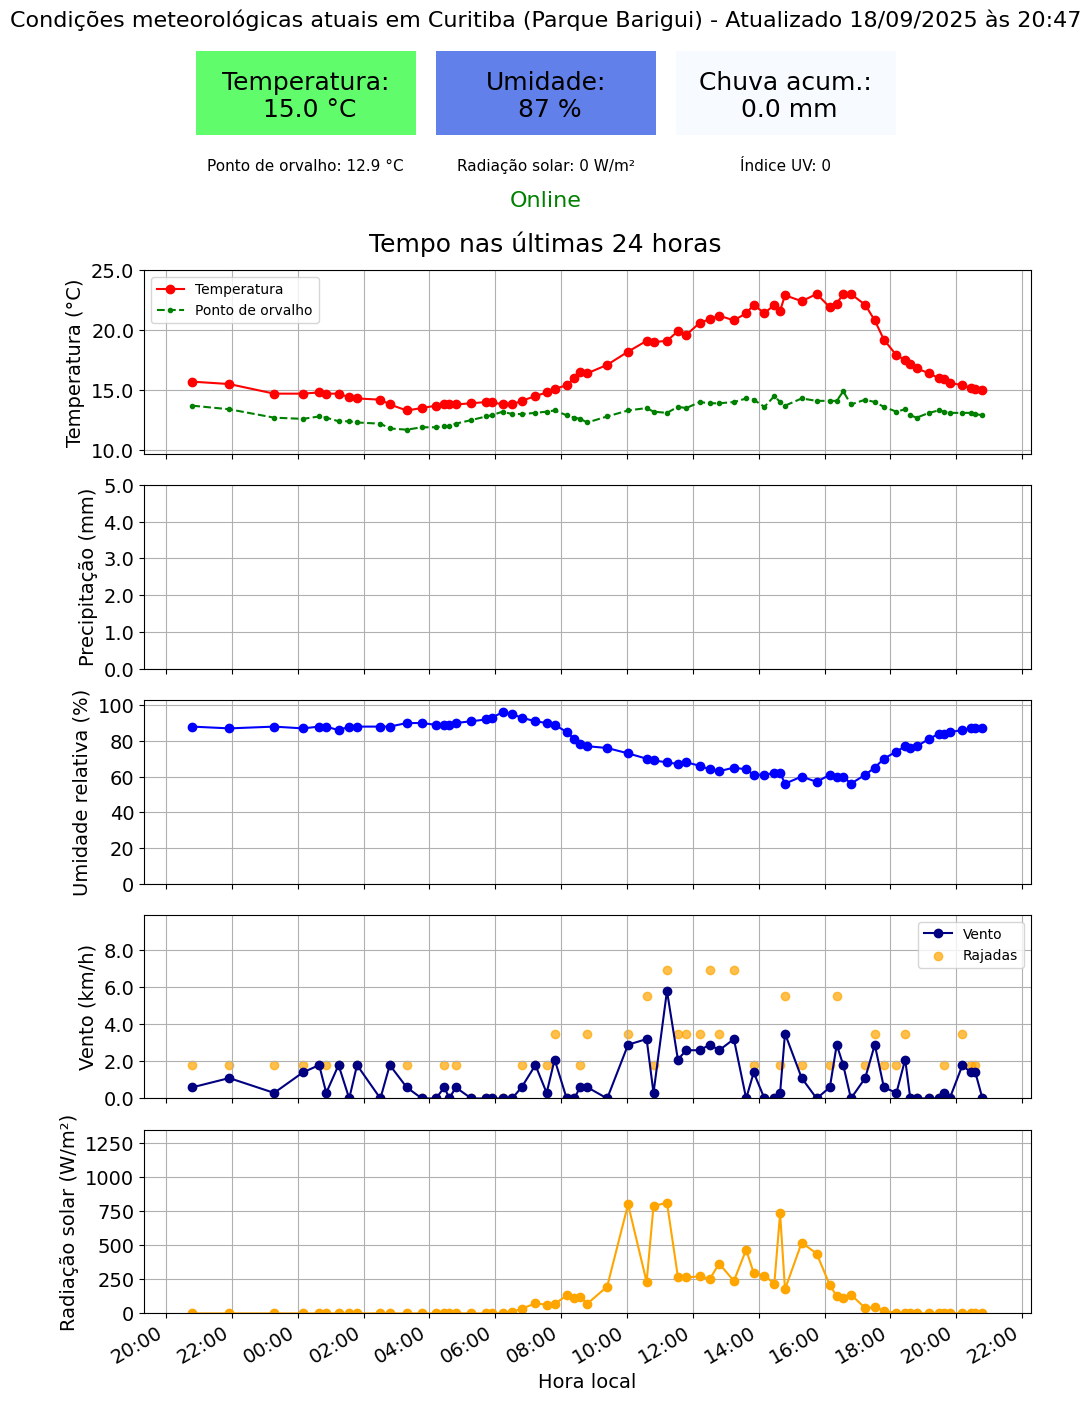 Condições meteorológicas atuais em Curitiba (Parque Barigui) - Atualizado 18/09/2025 às 20:47
Temperatura:
15.0 °C
Umidade:
87 %
Chuva acum.:
0.0 mm
Ponto de orvalho: 12.9 °C
Radiação solar: 0 W/m²
Índice UV: 0
Online
Tempo nas últimas 24 horas
Temperatura (°C)
25.0
20.0
15.0
10.0
Temperatura
Ponto de orvalho
Precipitação (mm)
5.0
4.0
3.0
2.0
1.0
0.0
Umidade relativa (%)
100
80
60
40
20
0
Vento (km/h)
8.0
6.0
4.0
2.0
0.0
Vento
Rajadas
Radiação solar (W/m²)
1250
1000
750
500
250
0
20:00
22:00
00:00
02:00
04:00
06:00
08:00
10:00
12:00
14:00
16:00
18:00
20:00
22:00
Hora local